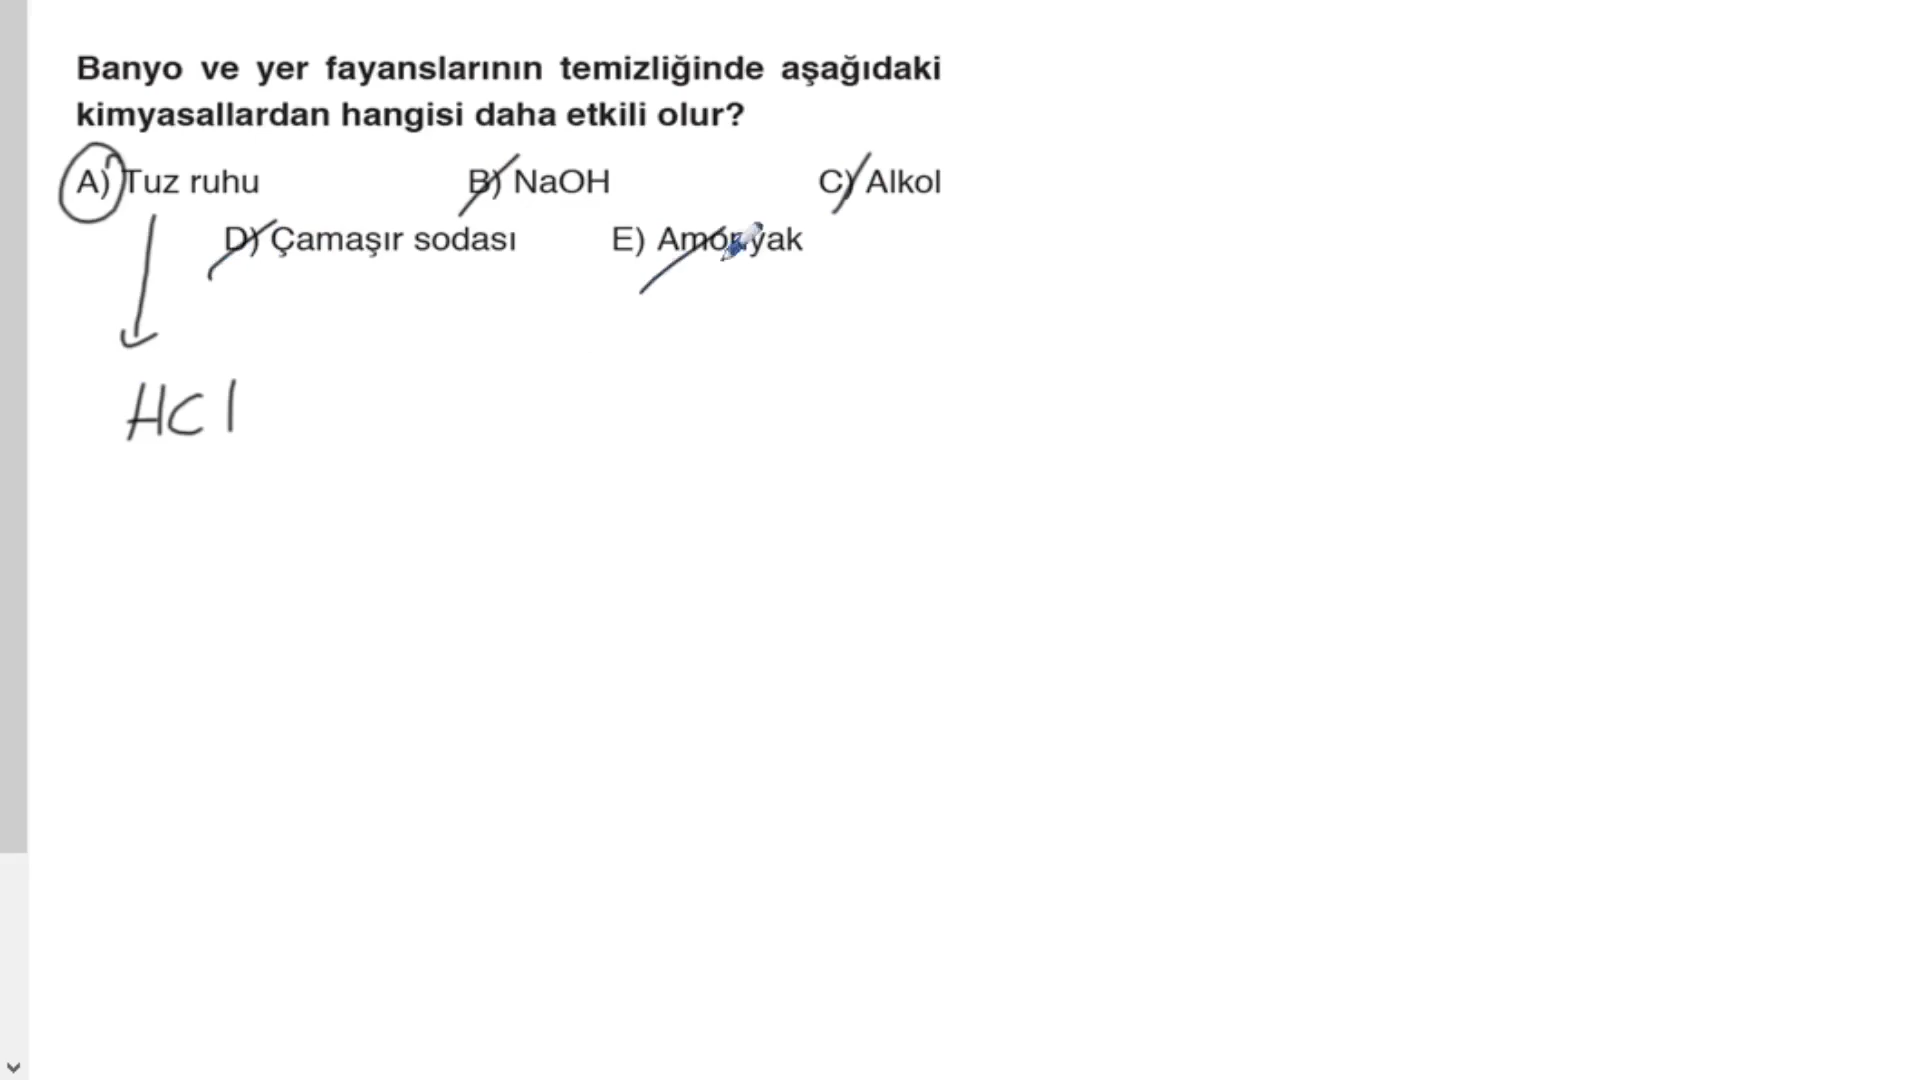 Banyo ve yer fayanslarının temizliğinde aşağıdaki
kimyasallardan hangisi daha etkili olur?
A) Tuz ruhu B) NaOH C) Alkol
D) Çamaşır sodası E) Amonyak
HCl